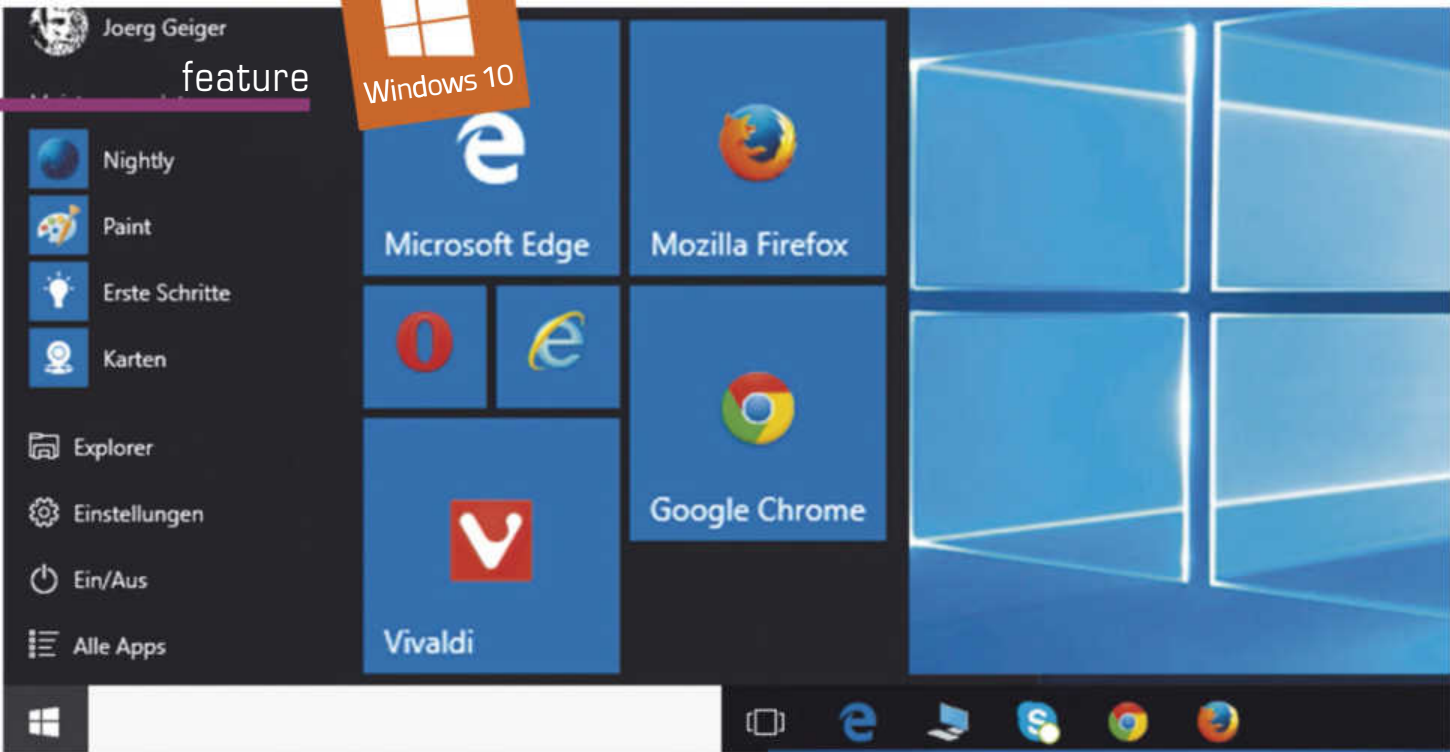 Joerg Geiger
feature
Windows 10
Nightly
Paint
Erste Schritte
Karten
Explorer
Einstellungen
Ein/Aus
Alle Apps
Microsoft Edge
Mozilla Firefox
Google Chrome
Vivaldi